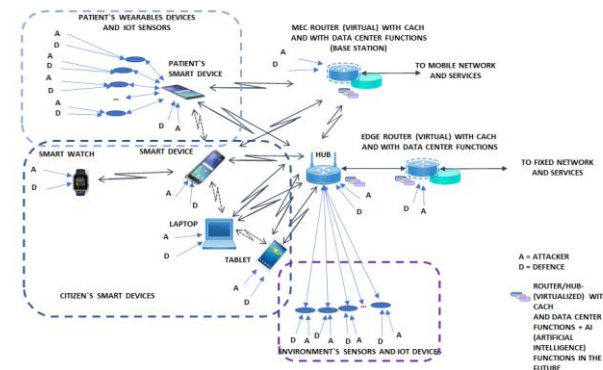 PATIENT`S WEARABLES DEVICES
AND IOT SENSORS
A
D
A
D
A
D
A
D
...
PATIENT`S
SMART DEVICE
D
A
MEC ROUTER (VIRTUAL) WITH CACH
AND WITH DATA CENTER FUNCTIONS
(BASE STATION)
A
D
TO MOBILE NETWORK
AND SERVICES
SMART WATCH
A
D
SMART DEVICE
A
D
HUB
EDGE ROUTER (VIRTUAL) WITH CACH
AND WITH DATA CENTER FUNCTIONS
TO FIXED NETWORK
AND SERVICES
D
A
D
A
LAPTOP
A
D
TABLET
A
D
CITIZEN`S SMART DEVICES
...
D
A
D
A
D
A
D
A
ENVIRONMENT`S SENSORS AND IOT DEVICES
A = ATTACKER
D = DEFENCE
ROUTER/HUB-
(VIRTUALIZED) WIT
CACH
AND DATA CENTER
FUNCTIONS + AI
(ARTIFICIAL
INTELLIGENCE)
FUNCTIONS IN THE
FUTURE